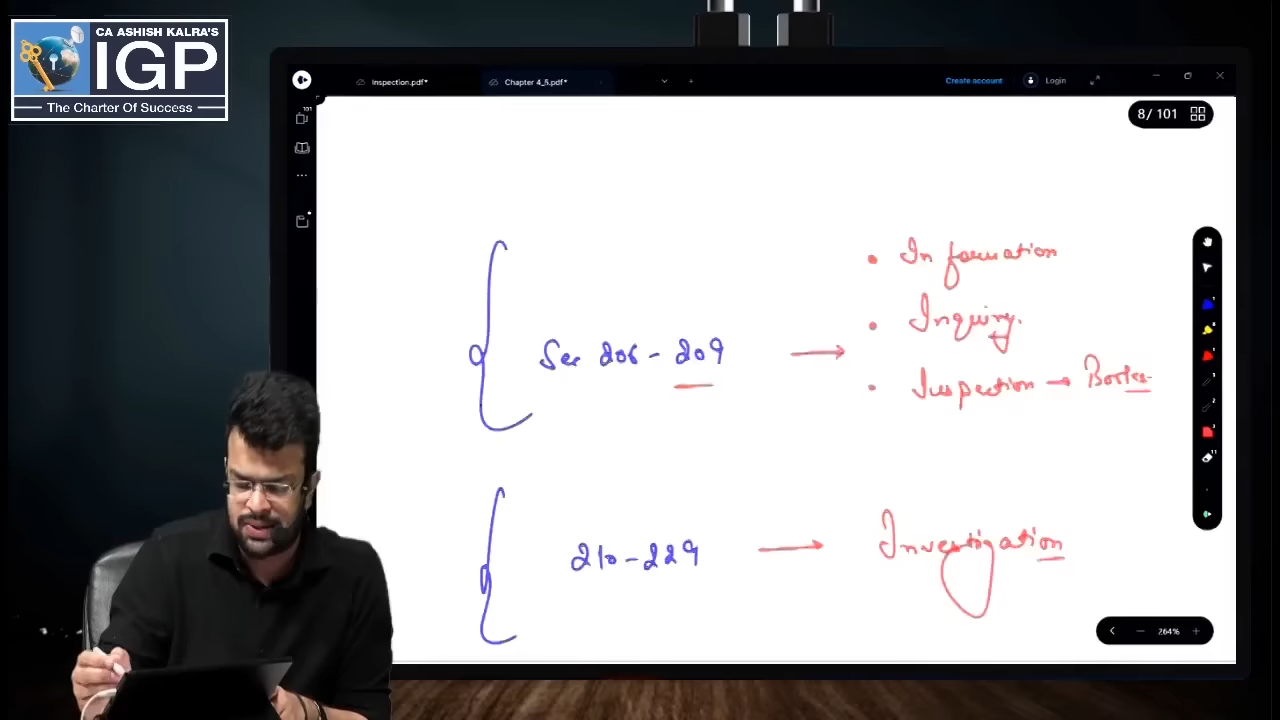 CA ASHISH KALRA'S
IGP
The Charter Of Success
Inspection.pdf*
Chapter 4_5.pdf*
Create account
Login
8/ 101
101
• Information
• Inquiry.
Sec 206 - 209 →
• Inspection → Books
210 - 229 → Investigation
264%